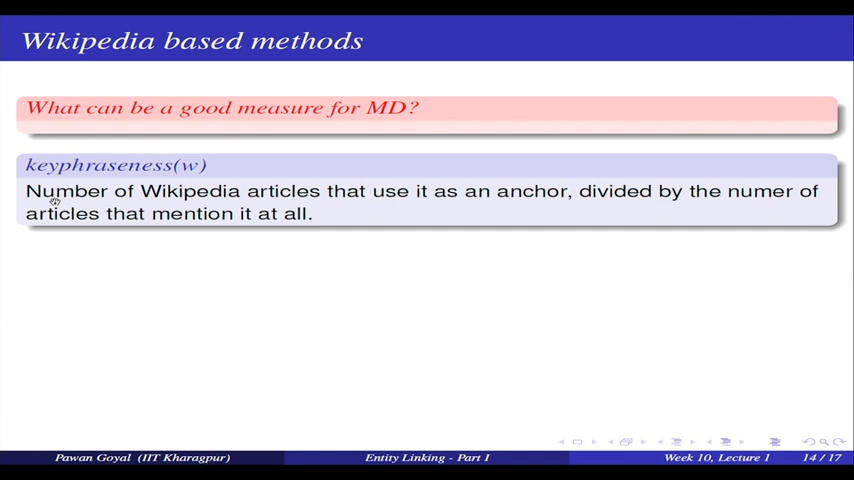 Wikipedia based methods
What can be a good measure for MD?
keyphraseness(w)
Number of Wikipedia articles that use it as an anchor, divided by the numer of
articles that mention it at all.
Pawan Goyal (IIT Kharagpur)
Entity Linking - Part I
Week 10, Lecture 1
14 / 17